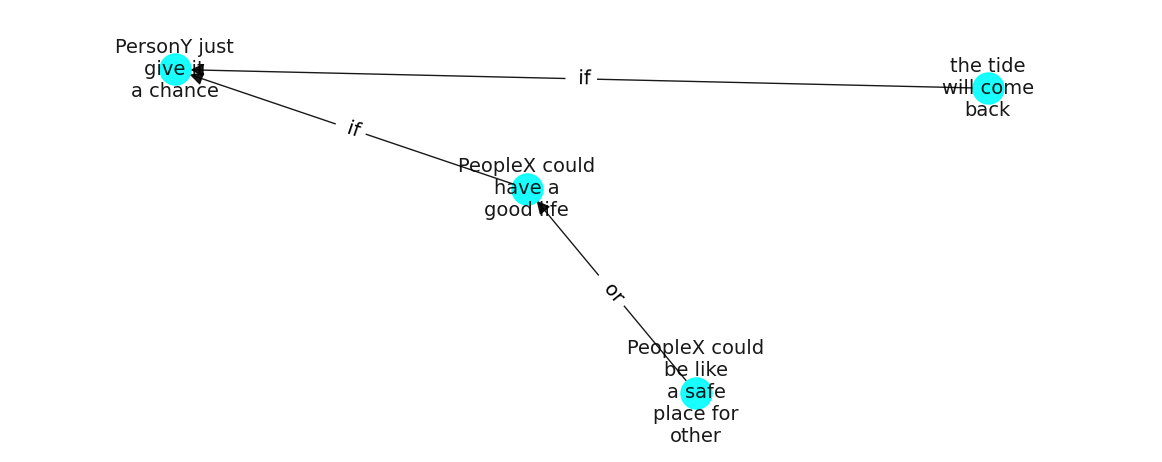 PersonY just
give it
a chance
if
the tide
will come
back
if
PeopleX could
have a
good life
or
PeopleX could
be like
a safe
place for
other